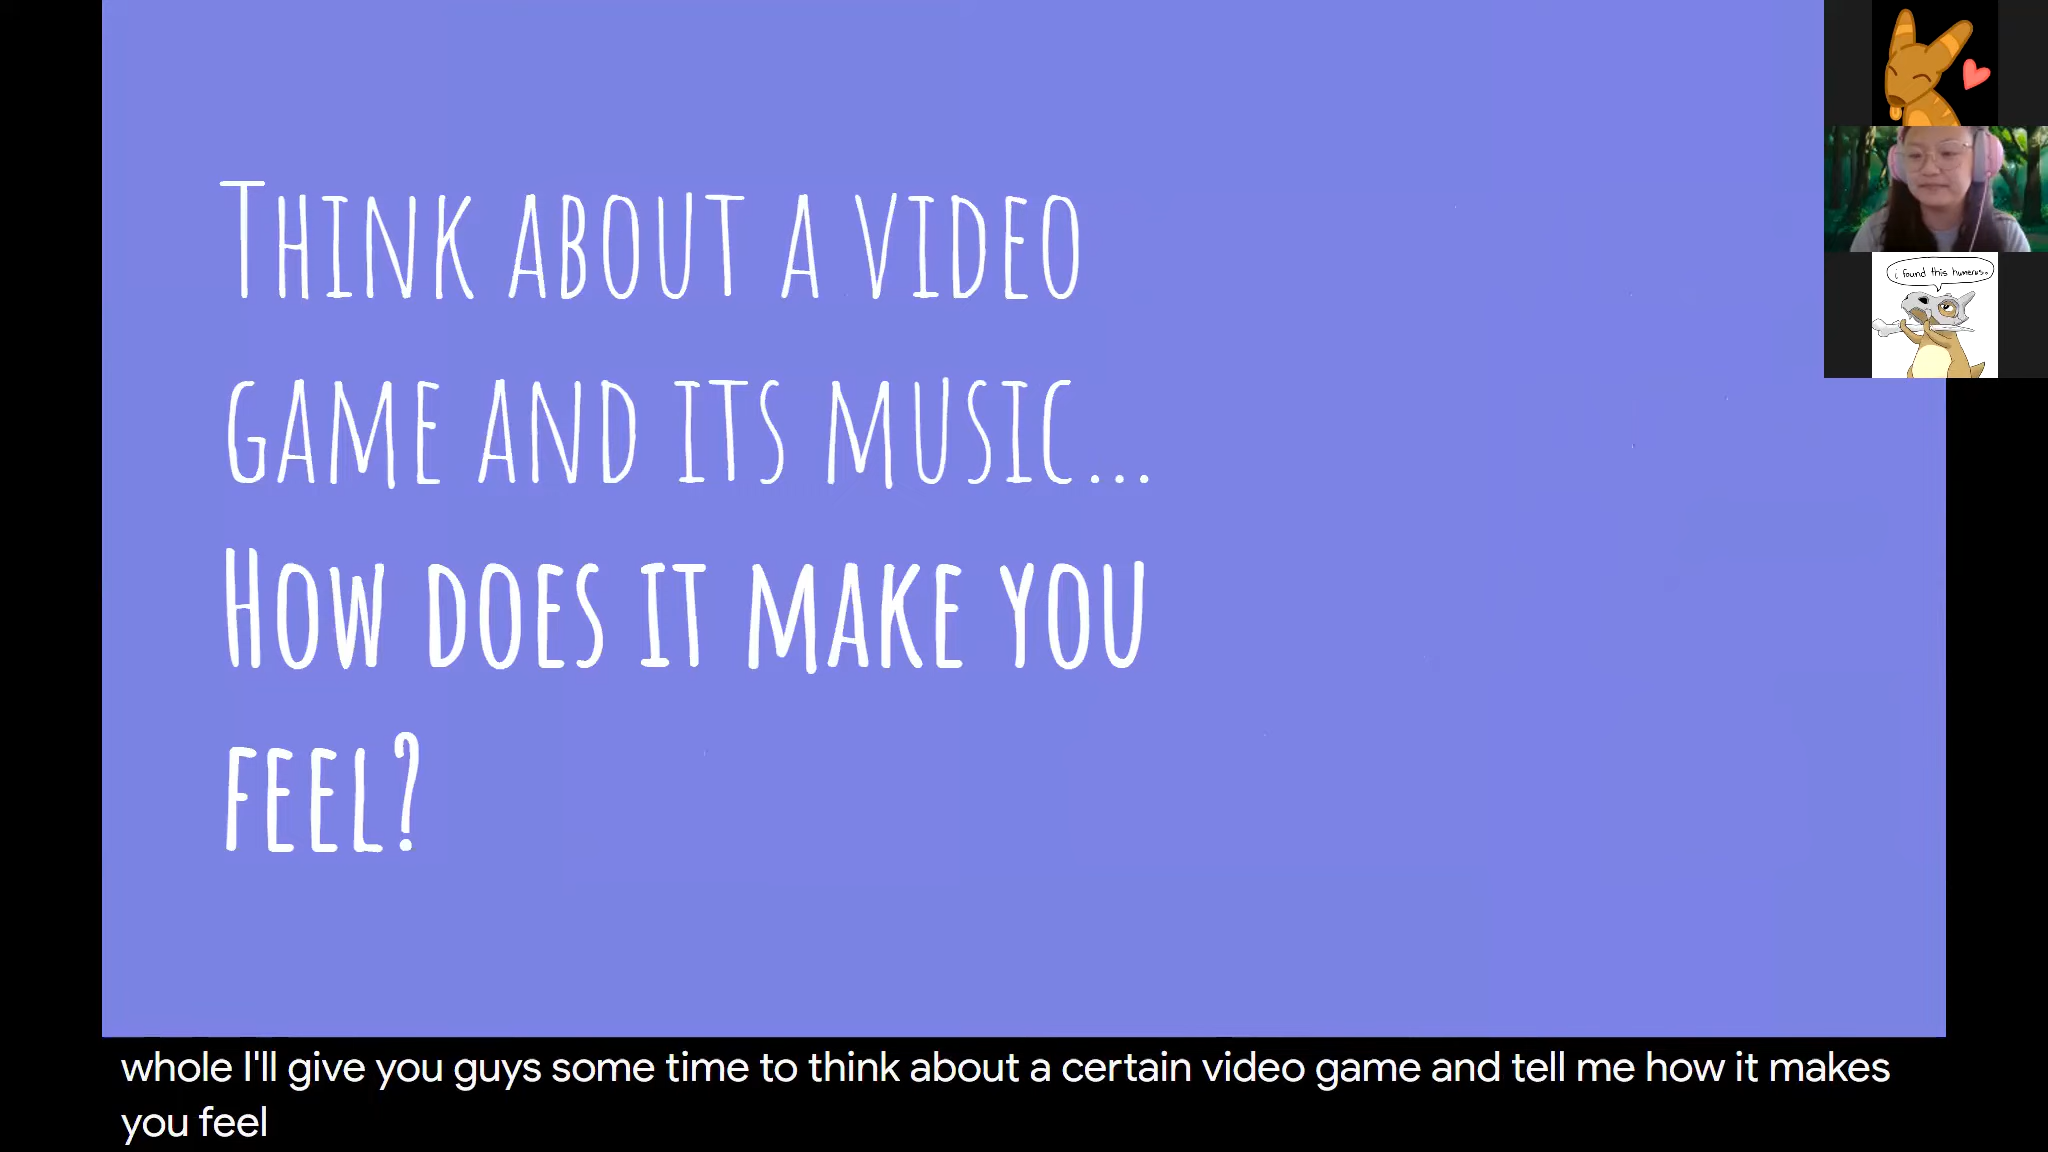 Think about a video
game and its music...
How does it make you
feel?
i found this humerus.
whole I'll give you guys some time to think about a certain video game and tell me how it makes
you feel